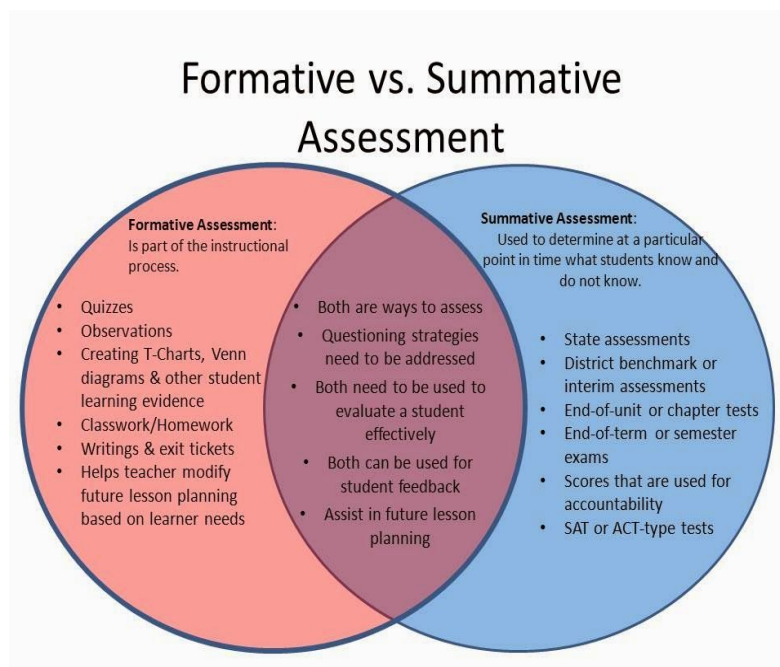 Formative vs. Summative
Assessment
Formative Assessment:
Is part of the instructional
process.
• Quizzes
• Observations
• Creating T-Charts, Venn
diagrams & other student
learning evidence
• Classwork/Homework
• Writings & exit tickets
• Helps teacher modify
future lesson planning
based on learner needs
• Both are ways to assess
• Questioning strategies
need to be addressed
• Both need to be used to
evaluate a student
effectively
• Both can be used for
student feedback
• Assist in future lesson
planning
Summative Assessment:
Used to determine at a particular
point in time what students know and
do not know.
• State assessments
• District benchmark or
interim assessments
• End-of-unit or chapter tests
• End-of-term or semester
exams
• Scores that are used for
accountability
• SAT or ACT-type tests